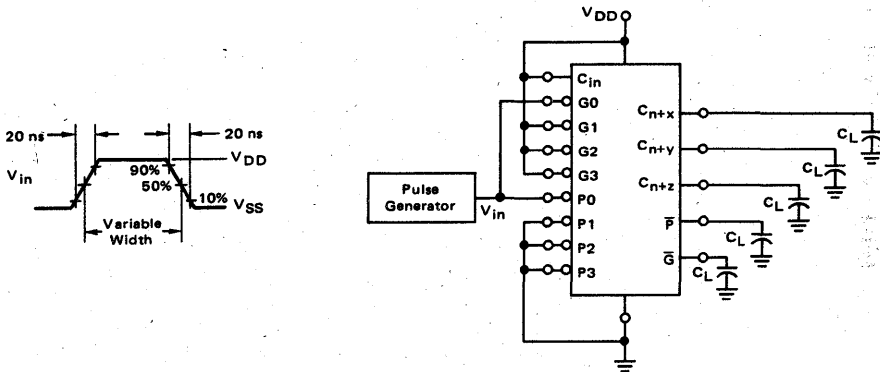 20 ns
20 ns
V_in
90%
50%
10%
V_DD
V_SS
Variable
Width
Pulse
Generator
V_in
V_DD
C_in
G0
G1
G2
G3
P0
P1
P2
P3
C_n+x
C_n+y
C_n+z
P̅
G̅
C_L
C_L
C_L
C_L
C_L